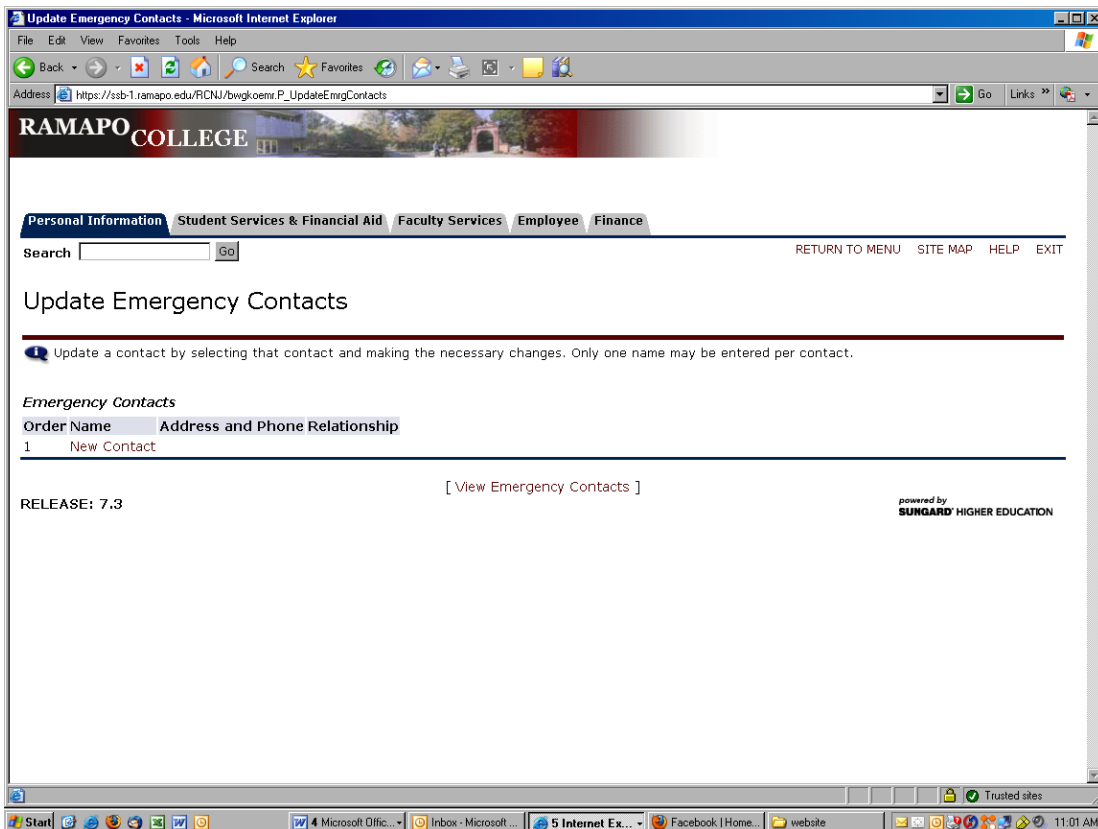 Update Emergency Contacts - Microsoft Internet Explorer
File Edit View Favorites Tools Help
Back Search Favorites
Address https://ssb-1.ramapo.edu/RCNJ/bwgkoemr.P_UpdateEmrgContacts Go Links »
RAMAPO COLLEGE
Personal Information Student Services & Financial Aid Faculty Services Employee Finance
Search Go RETURN TO MENU SITE MAP HELP EXIT
Update Emergency Contacts
Update a contact by selecting that contact and making the necessary changes. Only one name may be entered per contact.
Emergency Contacts
Order Name Address and Phone Relationship
1 New Contact
[ View Emergency Contacts ]
RELEASE: 7.3
powered by
SUNGARD' HIGHER EDUCATION
Trusted sites
Start 4 Microsoft Offic... Inbox - Microsoft ... 5 Internet Ex... Facebook | Home... website 11:01 AM